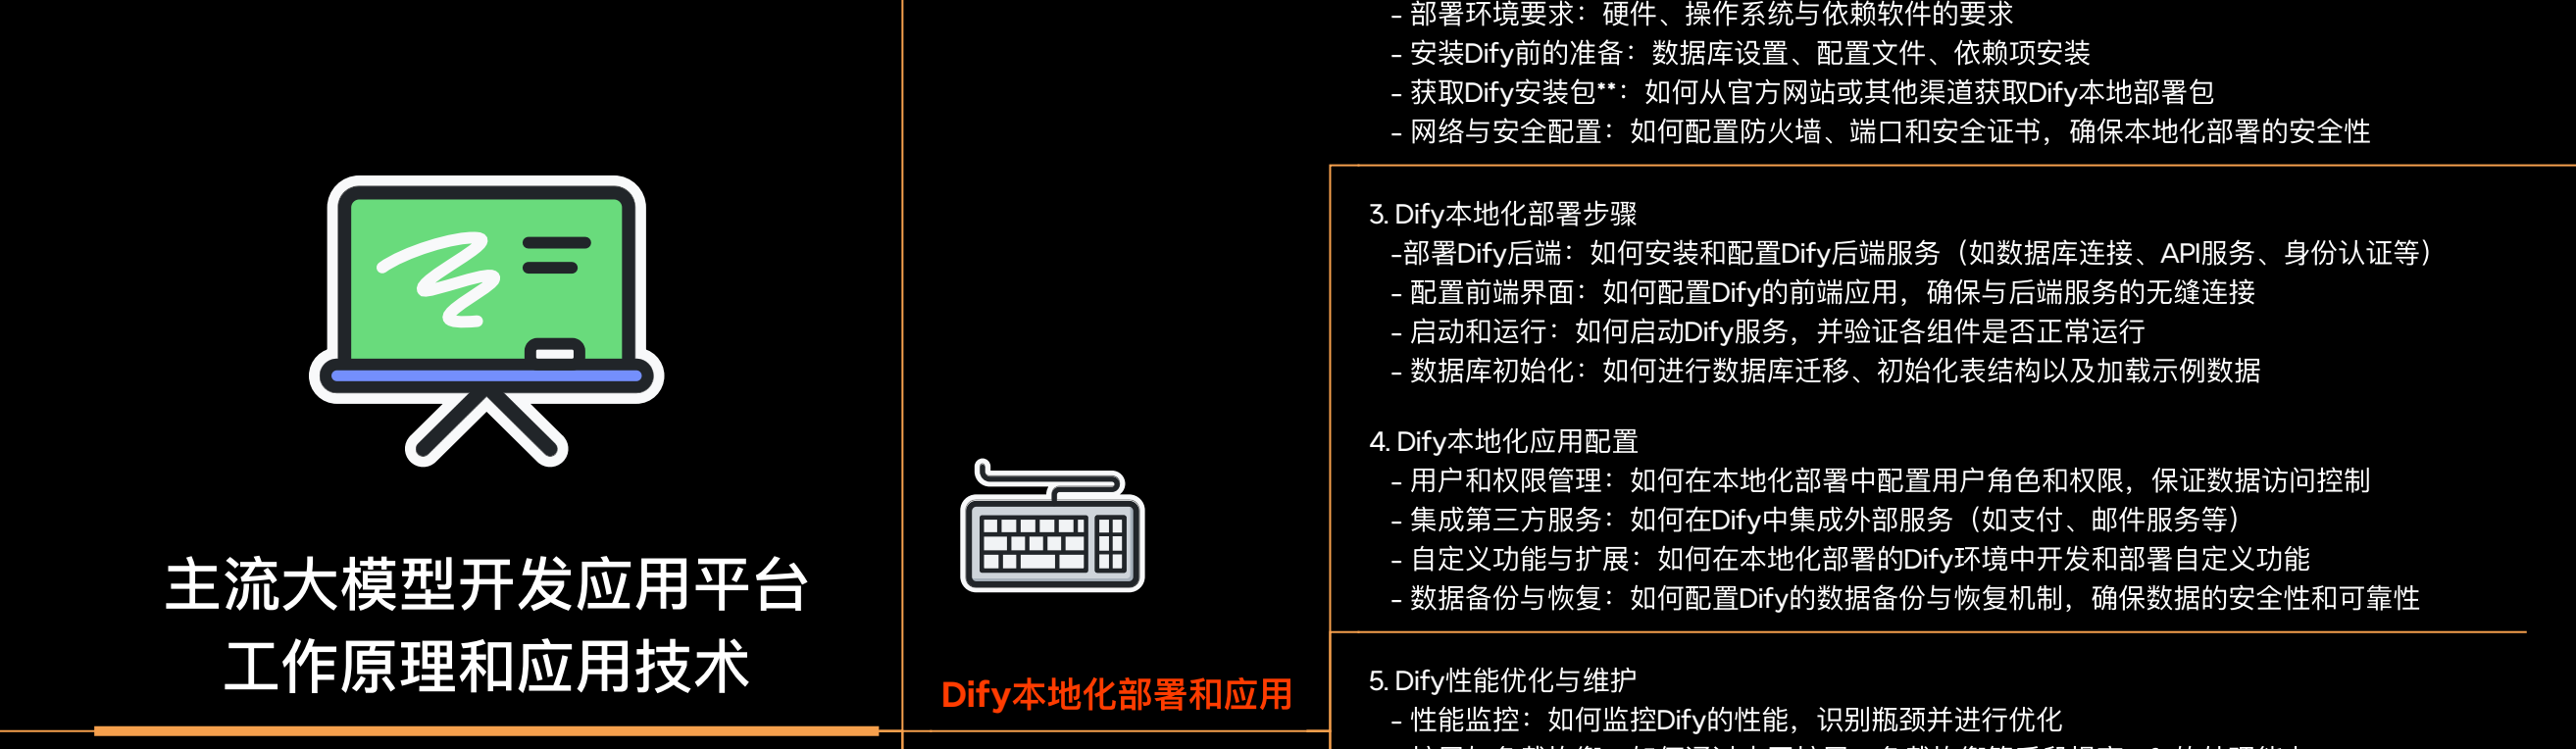 主流大模型开发应用平台
工作原理和应用技术
Dify本地化部署和应用
- 部署环境要求：硬件、操作系统与依赖软件的要求
- 安装Dify前的准备：数据库设置、配置文件、依赖项安装
- 获取Dify安装包**：如何从官方网站或其他渠道获取Dify本地部署包
- 网络与安全配置：如何配置防火墙、端口和安全证书，确保本地化部署的安全性
3. Dify本地化部署步骤
-部署Dify后端：如何安装和配置Dify后端服务（如数据库连接、API服务、身份认证等）
- 配置前端界面：如何配置Dify的前端应用，确保与后端服务的无缝连接
- 启动和运行：如何启动Dify服务，并验证各组件是否正常运行
- 数据库初始化：如何进行数据库迁移、初始化表结构以及加载示例数据
4. Dify本地化应用配置
- 用户和权限管理：如何在本地化部署中配置用户角色和权限，保证数据访问控制
- 集成第三方服务：如何在Dify中集成外部服务（如支付、邮件服务等）
- 自定义功能与扩展：如何在本地化部署的Dify环境中开发和部署自定义功能
- 数据备份与恢复：如何配置Dify的数据备份与恢复机制，确保数据的安全性和可靠性
5. Dify性能优化与维护
- 性能监控：如何监控Dify的性能，识别瓶颈并进行优化